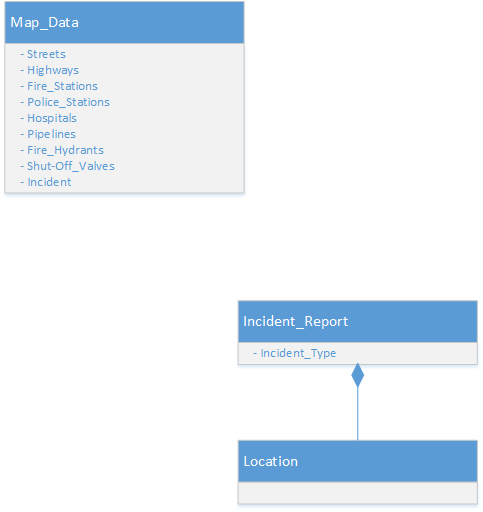 Map_Data
- Streets
- Highways
- Fire_Stations
- Police_Stations
- Hospitals
- Pipelines
- Fire_Hydrants
- Shut-Off_Valves
- Incident
Incident_Report
- Incident_Type
Location